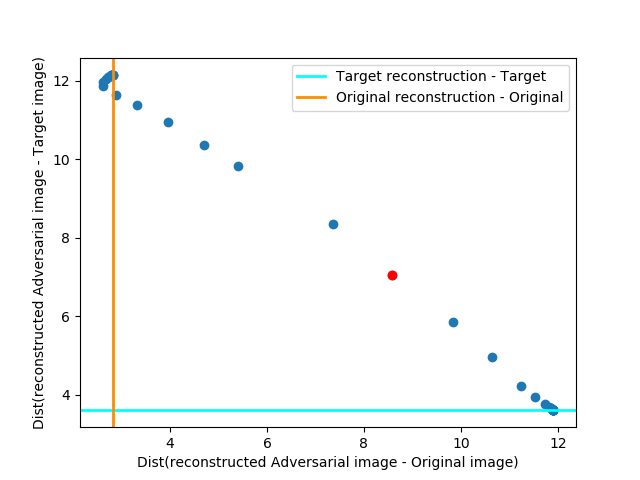 Target reconstruction - Target
Original reconstruction - Original
Dist(reconstructed Adversarial image - Target image)
12
10
8
6
4
4 6 8 10 12
Dist(reconstructed Adversarial image - Original image)